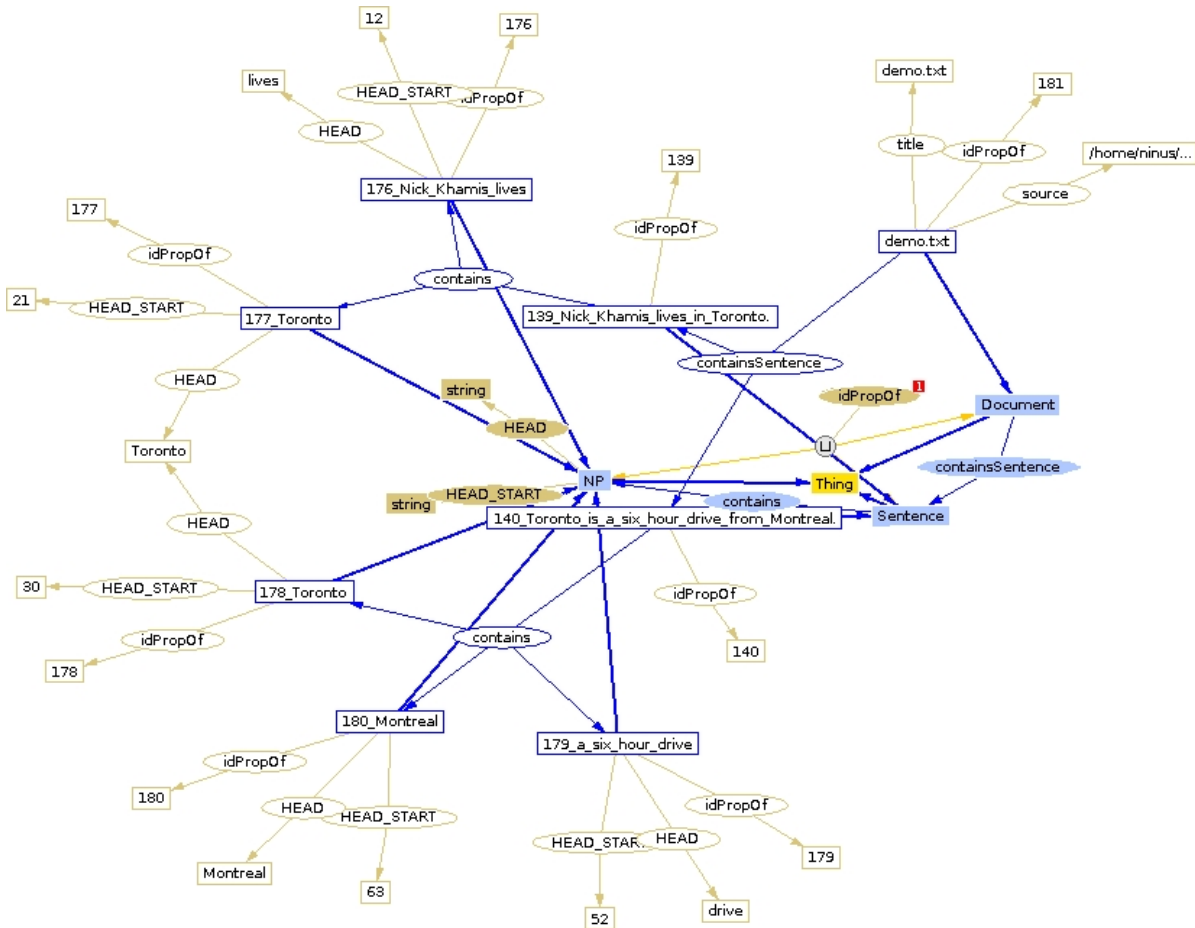 12
176
demo.txt
lives
HEAD_START
idPropOf
181
HEAD
title
idPropOf
/home/ninus/...
139
176_Nick_Khamis_lives
source
177
idPropOf
demo.txt
idPropOf
contains
21
HEAD_START
177_Toronto
139_Nick_Khamis_lives_in_Toronto.
containsSentence
HEAD
string
idPropOf
1
Document
HEAD
Toronto
⊔
containsSentence
NP
Thing
string
HEAD_START
contains
HEAD
140_Toronto_is_a_six_hour_drive_from_Montreal.
Sentence
30
HEAD_START
178_Toronto
idPropOf
idPropOf
contains
178
140
180_Montreal
179_a_six_hour_drive
idPropOf
180
HEAD
HEAD_START
idPropOf
HEAD_START
HEAD
179
Montreal
63
52
drive